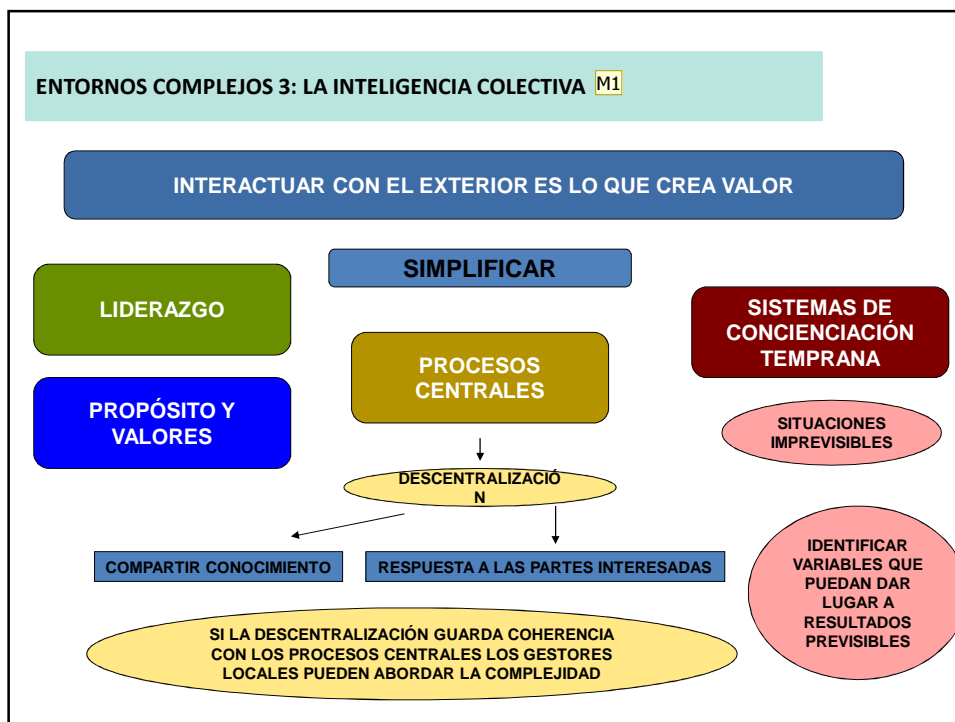 ENTORNOS COMPLEJOS 3: LA INTELIGENCIA COLECTIVA M1
INTERACTUAR CON EL EXTERIOR ES LO QUE CREA VALOR
SIMPLIFICAR
LIDERAZGO
PROPÓSITO Y
VALORES
PROCESOS
CENTRALES
SISTEMAS DE
CONCIENCIACIÓN
TEMPRANA
SITUACIONES
IMPREVISIBLES
DESCENTRALIZACIÓ
N
COMPARTIR CONOCIMIENTO
RESPUESTA A LAS PARTES INTERESADAS
IDENTIFICAR
VARIABLES QUE
PUEDAN DAR
LUGAR A
RESULTADOS
PREVISIBLES
SI LA DESCENTRALIZACIÓN GUARDA COHERENCIA
CON LOS PROCESOS CENTRALES LOS GESTORES
LOCALES PUEDEN ABORDAR LA COMPLEJIDAD